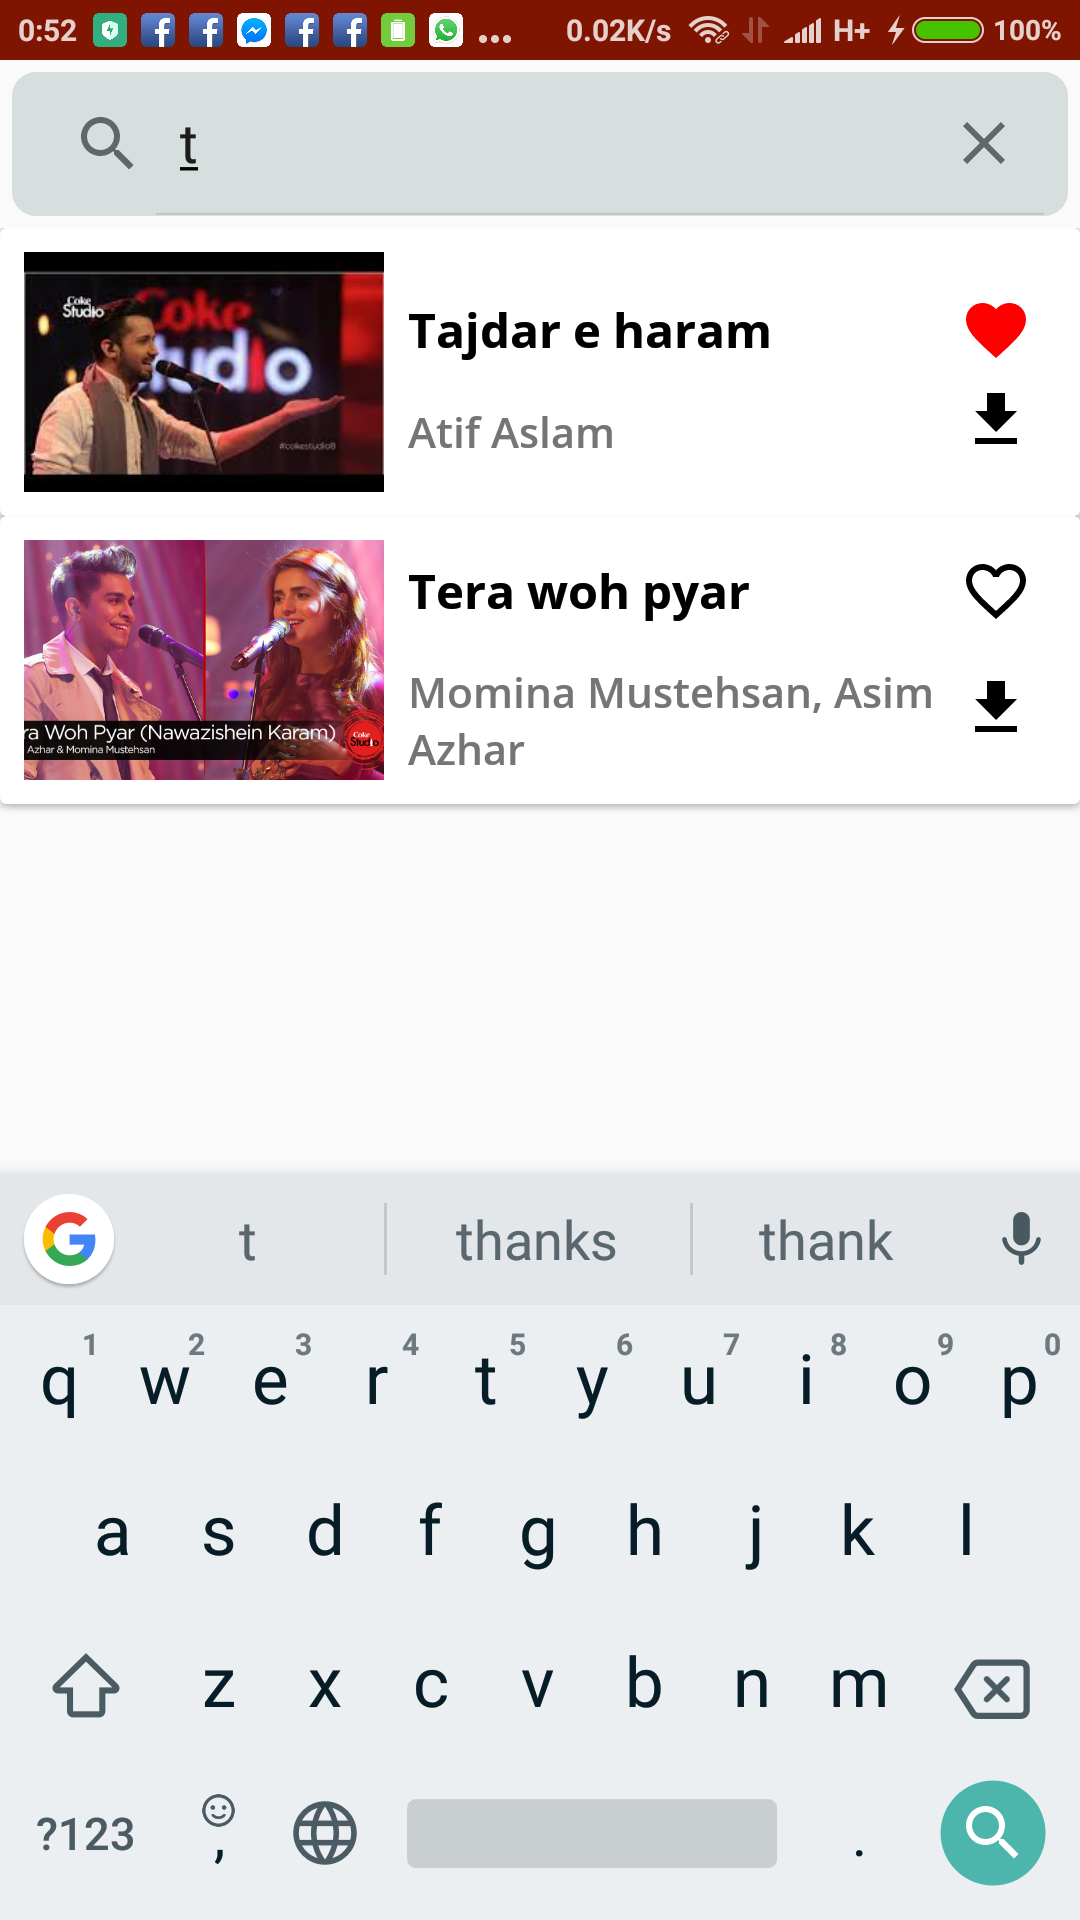 0:52 ... 0.02K/s H+ 100%
t
Coke Studio
Coke
tudio
#cokestudio8
Tajdar e haram
Atif Aslam
ra Woh Pyar (Nawazishein Karam)
Azhar & Momina Mustehsan
Coke Studio
Tera woh pyar
Momina Mustehsan, Asim
Azhar
G t thanks thank
1 2 3 4 5 6 7 8 9 0
q w e r t y u i o p
a s d f g h j k l
z x c v b n m
?123 , .